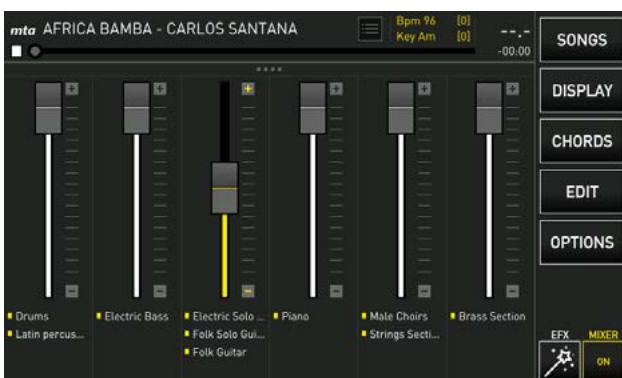 mta AFRICA BAMBA - CARLOS SANTANA
Bpm 96 [0]
Key Am [0]
--.-
-00:00
SONGS
DISPLAY
CHORDS
EDIT
OPTIONS
Drums
Latin percus...
Electric Bass
Electric Solo ...
Folk Solo Gui...
Folk Guitar
Piano
Male Choirs
Strings Secti...
Brass Section
EFX MIXER
ON